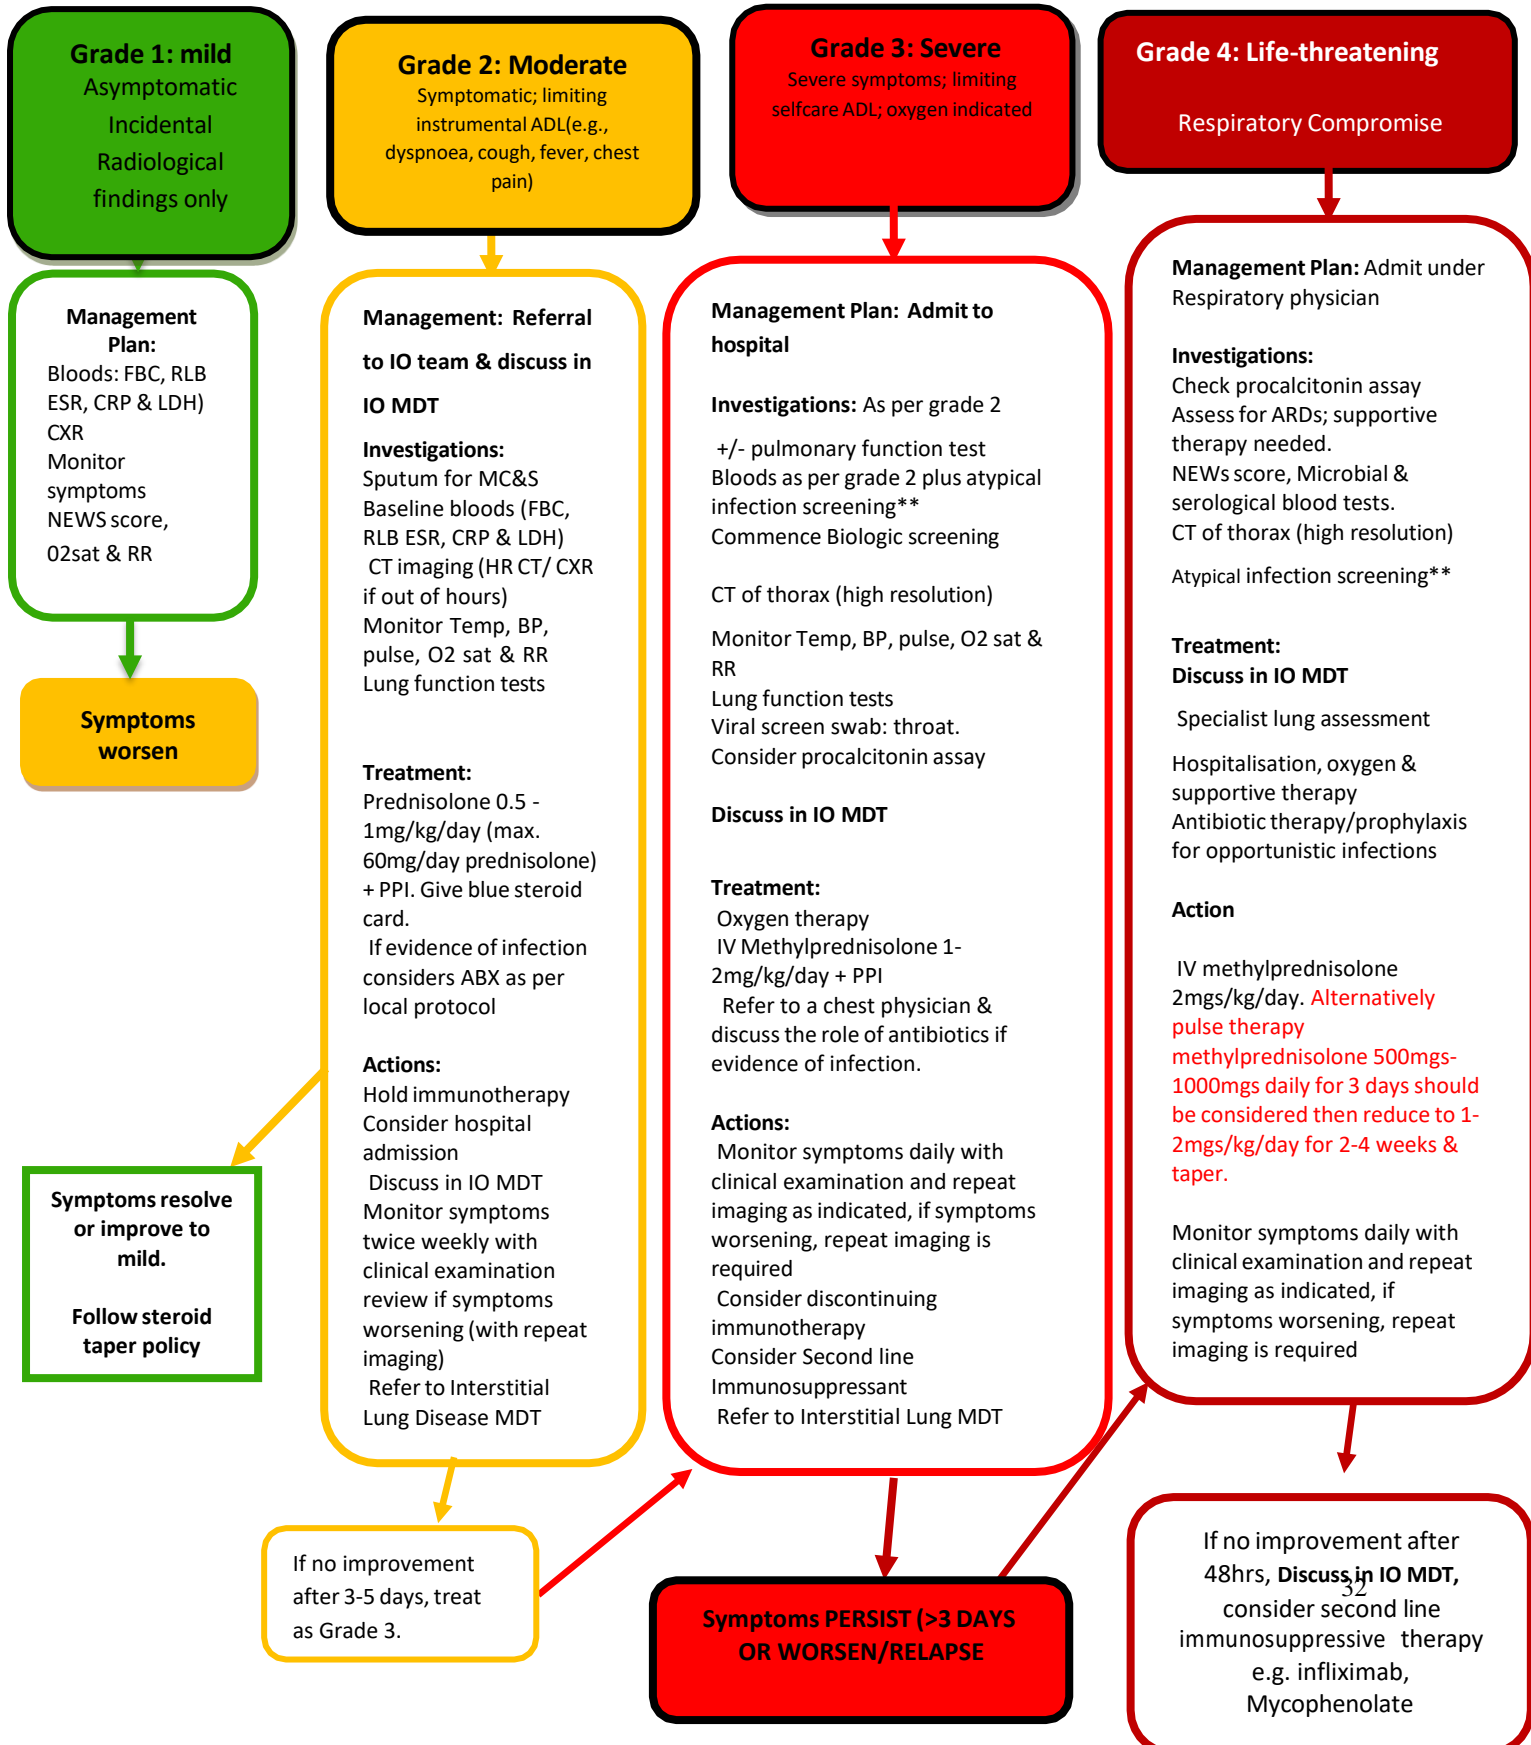 Grade 1: mild
Asymptomatic
Incidental
Radiological
findings only
Management
Plan:
Bloods: FBC, RLB
ESR, CRP & LDH)
CXR
Monitor
symptoms
NEWS score,
02sat & RR
Symptoms
worsen
Symptoms resolve
or improve to
mild.
Follow steroid
taper policy
Grade 2: Moderate
Symptomatic; limiting
instrumental ADL(e.g.,
dyspnoea, cough, fever, chest
pain)
Management: Referral
to IO team & discuss in
IO MDT
Investigations:
Sputum for MC&S
Baseline bloods (FBC,
RLB ESR, CRP & LDH)
CT imaging (HR CT/ CXR
if out of hours)
Monitor Temp, BP,
pulse, O2 sat & RR
Lung function tests
Treatment:
Prednisolone 0.5 -
1mg/kg/day (max.
60mg/day prednisolone)
+ PPI. Give blue steroid
card.
If evidence of infection
considers ABX as per
local protocol
Actions:
Hold immunotherapy
Consider hospital
admission
Discuss in IO MDT
Monitor symptoms
twice weekly with
clinical examination
review if symptoms
worsening (with repeat
imaging)
Refer to Interstitial
Lung Disease MDT
If no improvement
after 3-5 days, treat
as Grade 3.
Grade 3: Severe
Severe symptoms; limiting
selfcare ADL; oxygen indicated
Management Plan: Admit to
hospital
Investigations: As per grade 2
+/- pulmonary function test
Bloods as per grade 2 plus atypical
infection screening**
Commence Biologic screening
CT of thorax (high resolution)
Monitor Temp, BP, pulse, O2 sat &
RR
Lung function tests
Viral screen swab: throat.
Consider procalcitonin assay
Discuss in IO MDT
Treatment:
Oxygen therapy
IV Methylprednisolone 1-
2mg/kg/day + PPI
Refer to a chest physician &
discuss the role of antibiotics if
evidence of infection.
Actions:
Monitor symptoms daily with
clinical examination and repeat
imaging as indicated, if symptoms
worsening, repeat imaging is
required
Consider discontinuing
immunotherapy
Consider Second line
Immunosuppressant
Refer to Interstitial Lung MDT
Symptoms PERSIST (>3 DAYS
OR WORSEN/RELAPSE
Grade 4: Life-threatening
Respiratory Compromise
Management Plan: Admit under
Respiratory physician
Investigations:
Check procalcitonin assay
Assess for ARDs; supportive
therapy needed.
NEWs score, Microbial &
serological blood tests.
CT of thorax (high resolution)
Atypical infection screening**
Treatment:
Discuss in IO MDT
Specialist lung assessment
Hospitalisation, oxygen &
supportive therapy
Antibiotic therapy/prophylaxis
for opportunistic infections
Action
IV methylprednisolone
2mgs/kg/day. Alternatively
pulse therapy
methylprednisolone 500mgs-
1000mgs daily for 3 days should
be considered then reduce to 1-
2mgs/kg/day for 2-4 weeks &
taper.
Monitor symptoms daily with
clinical examination and repeat
imaging as indicated, if
symptoms worsening, repeat
imaging is required
If no improvement after
48hrs, Discuss in IO MDT,
32
consider second line
immunosuppressive therapy
e.g. infliximab,
Mycophenolate